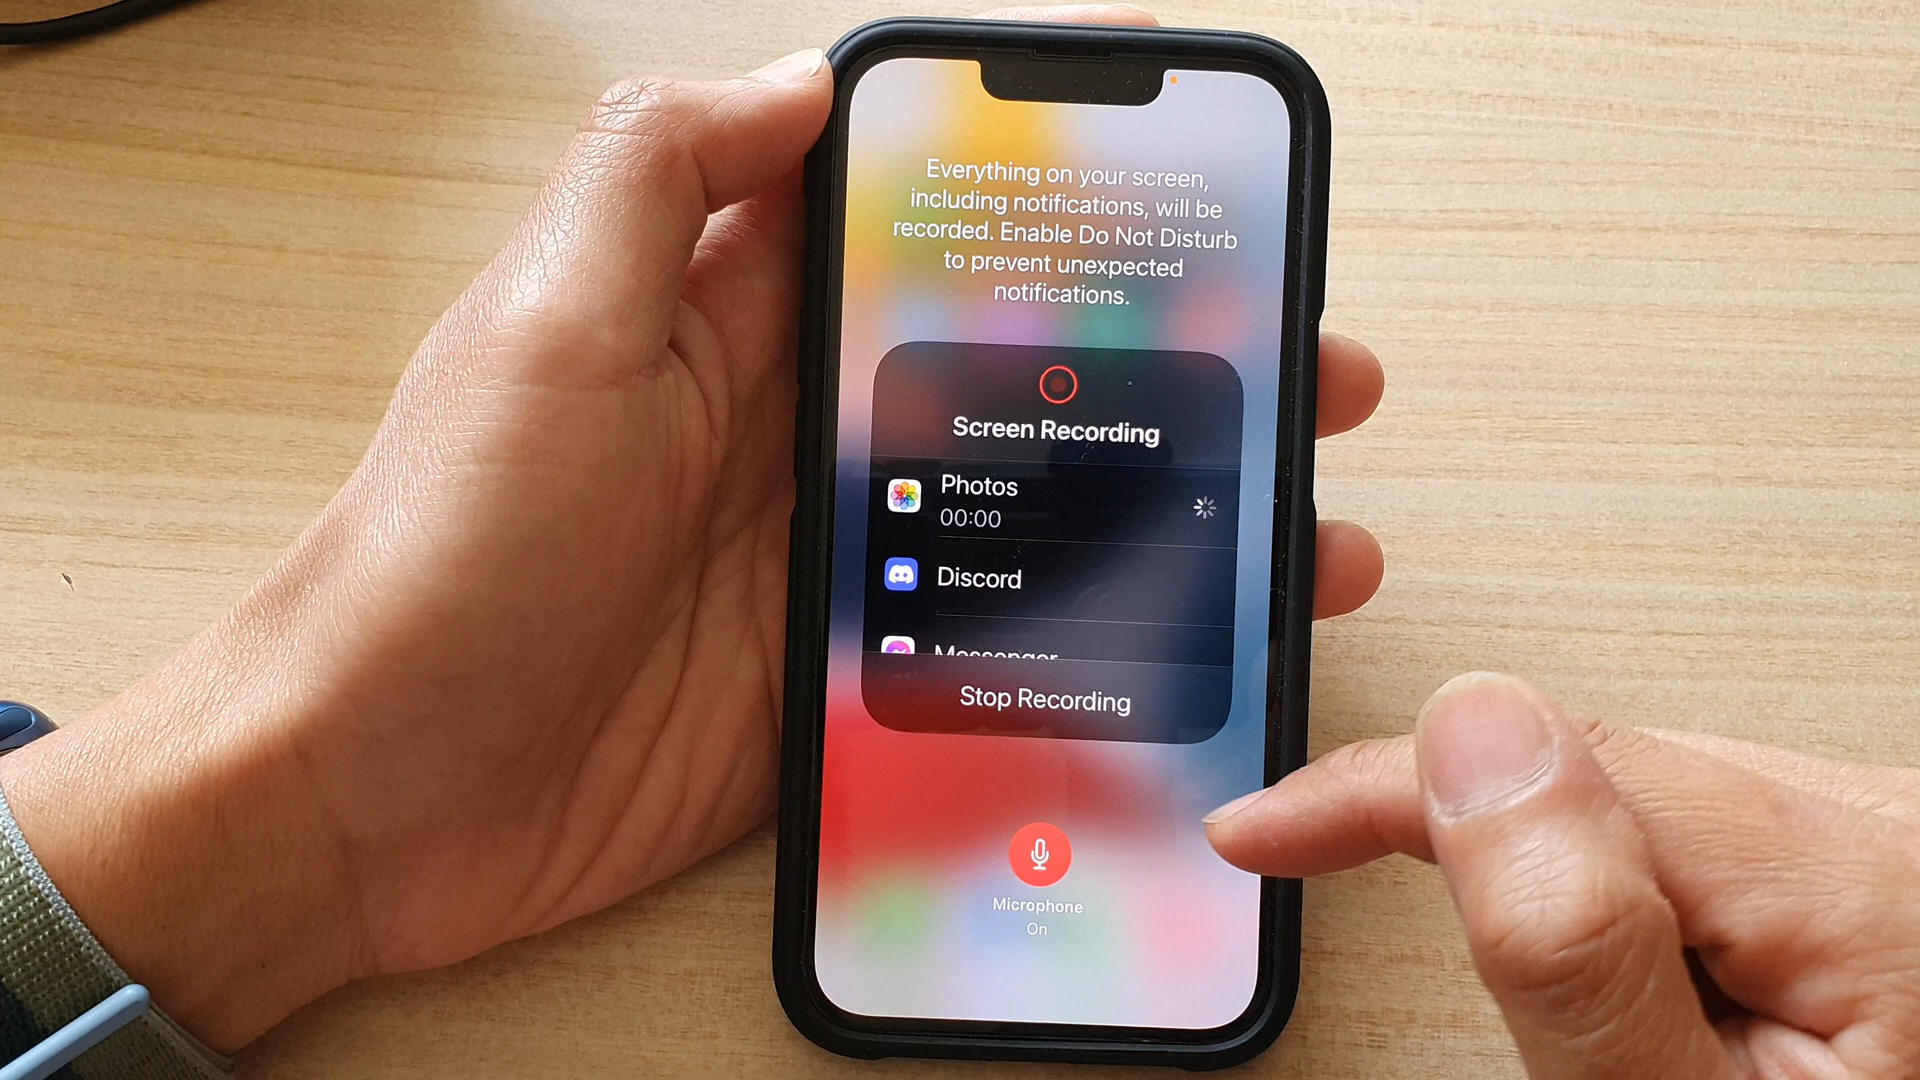 Everything on your screen,
including notifications, will be
recorded. Enable Do Not Disturb
to prevent unexpected
notifications.
Screen Recording
Photos
00:00
Discord
Messenger
Stop Recording
Microphone
On